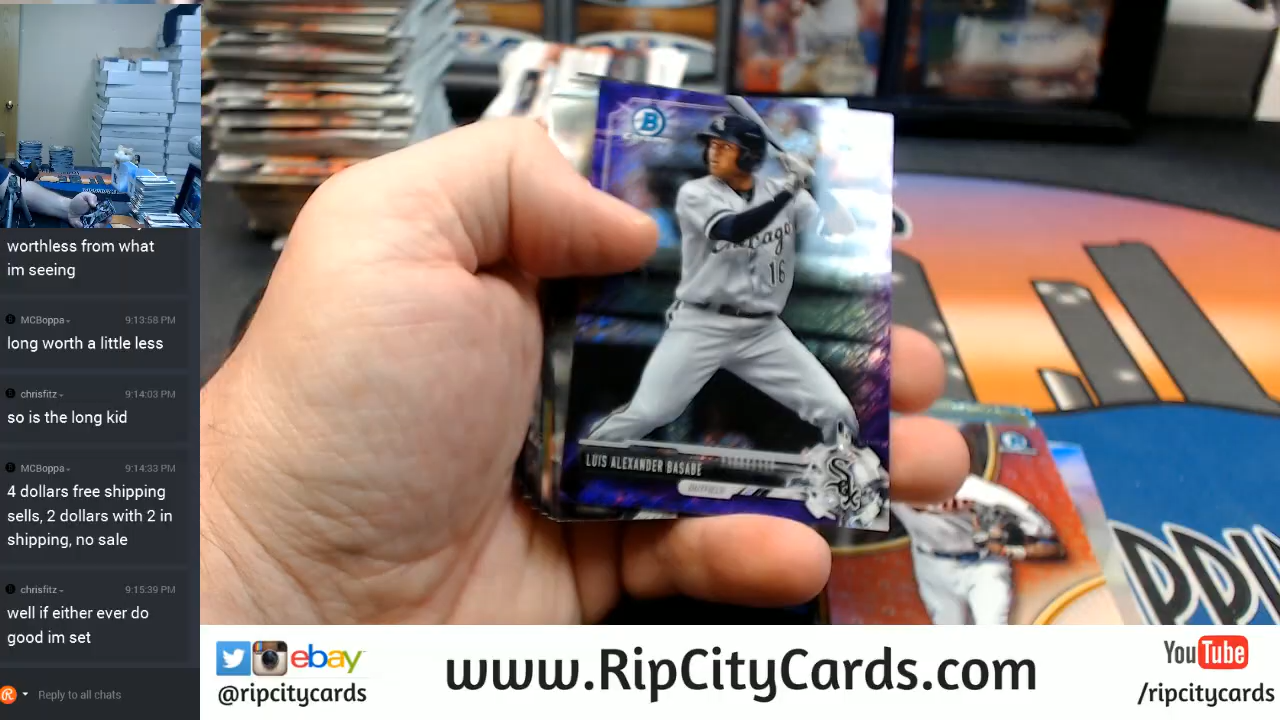 worthless from what
im seeing
MCBoppa 9:13:58 PM
long worth a little less
chrisfitz 9:14:03 PM
so is the long kid
MCBoppa 9:14:33 PM
4 dollars free shipping
sells, 2 dollars with 2 in
shipping, no sale
chrisfitz 9:15:39 PM
well if either ever do
good im set
Reply to all chats
B
Chicago
16
LUIS ALEXANDER BASABE
OUTFIELD
Sox
ebay
@ripcitycards
www.RipCityCards.com
YouTube
/ripcitycards